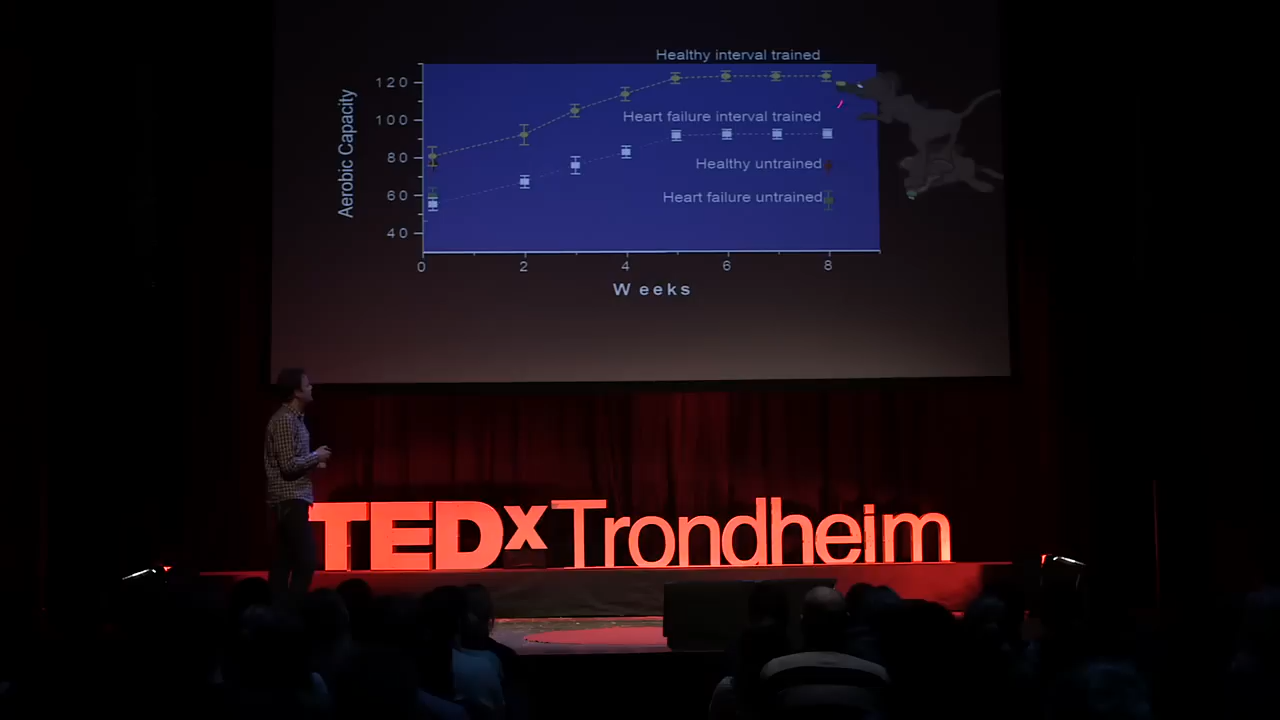 Healthy interval trained
120
100
80
60
40
Aerobic Capacity
Heart failure interval trained
Healthy untrained
Heart failure untrained
0 2 4 6 8
Weeks
TEDxTrondheim